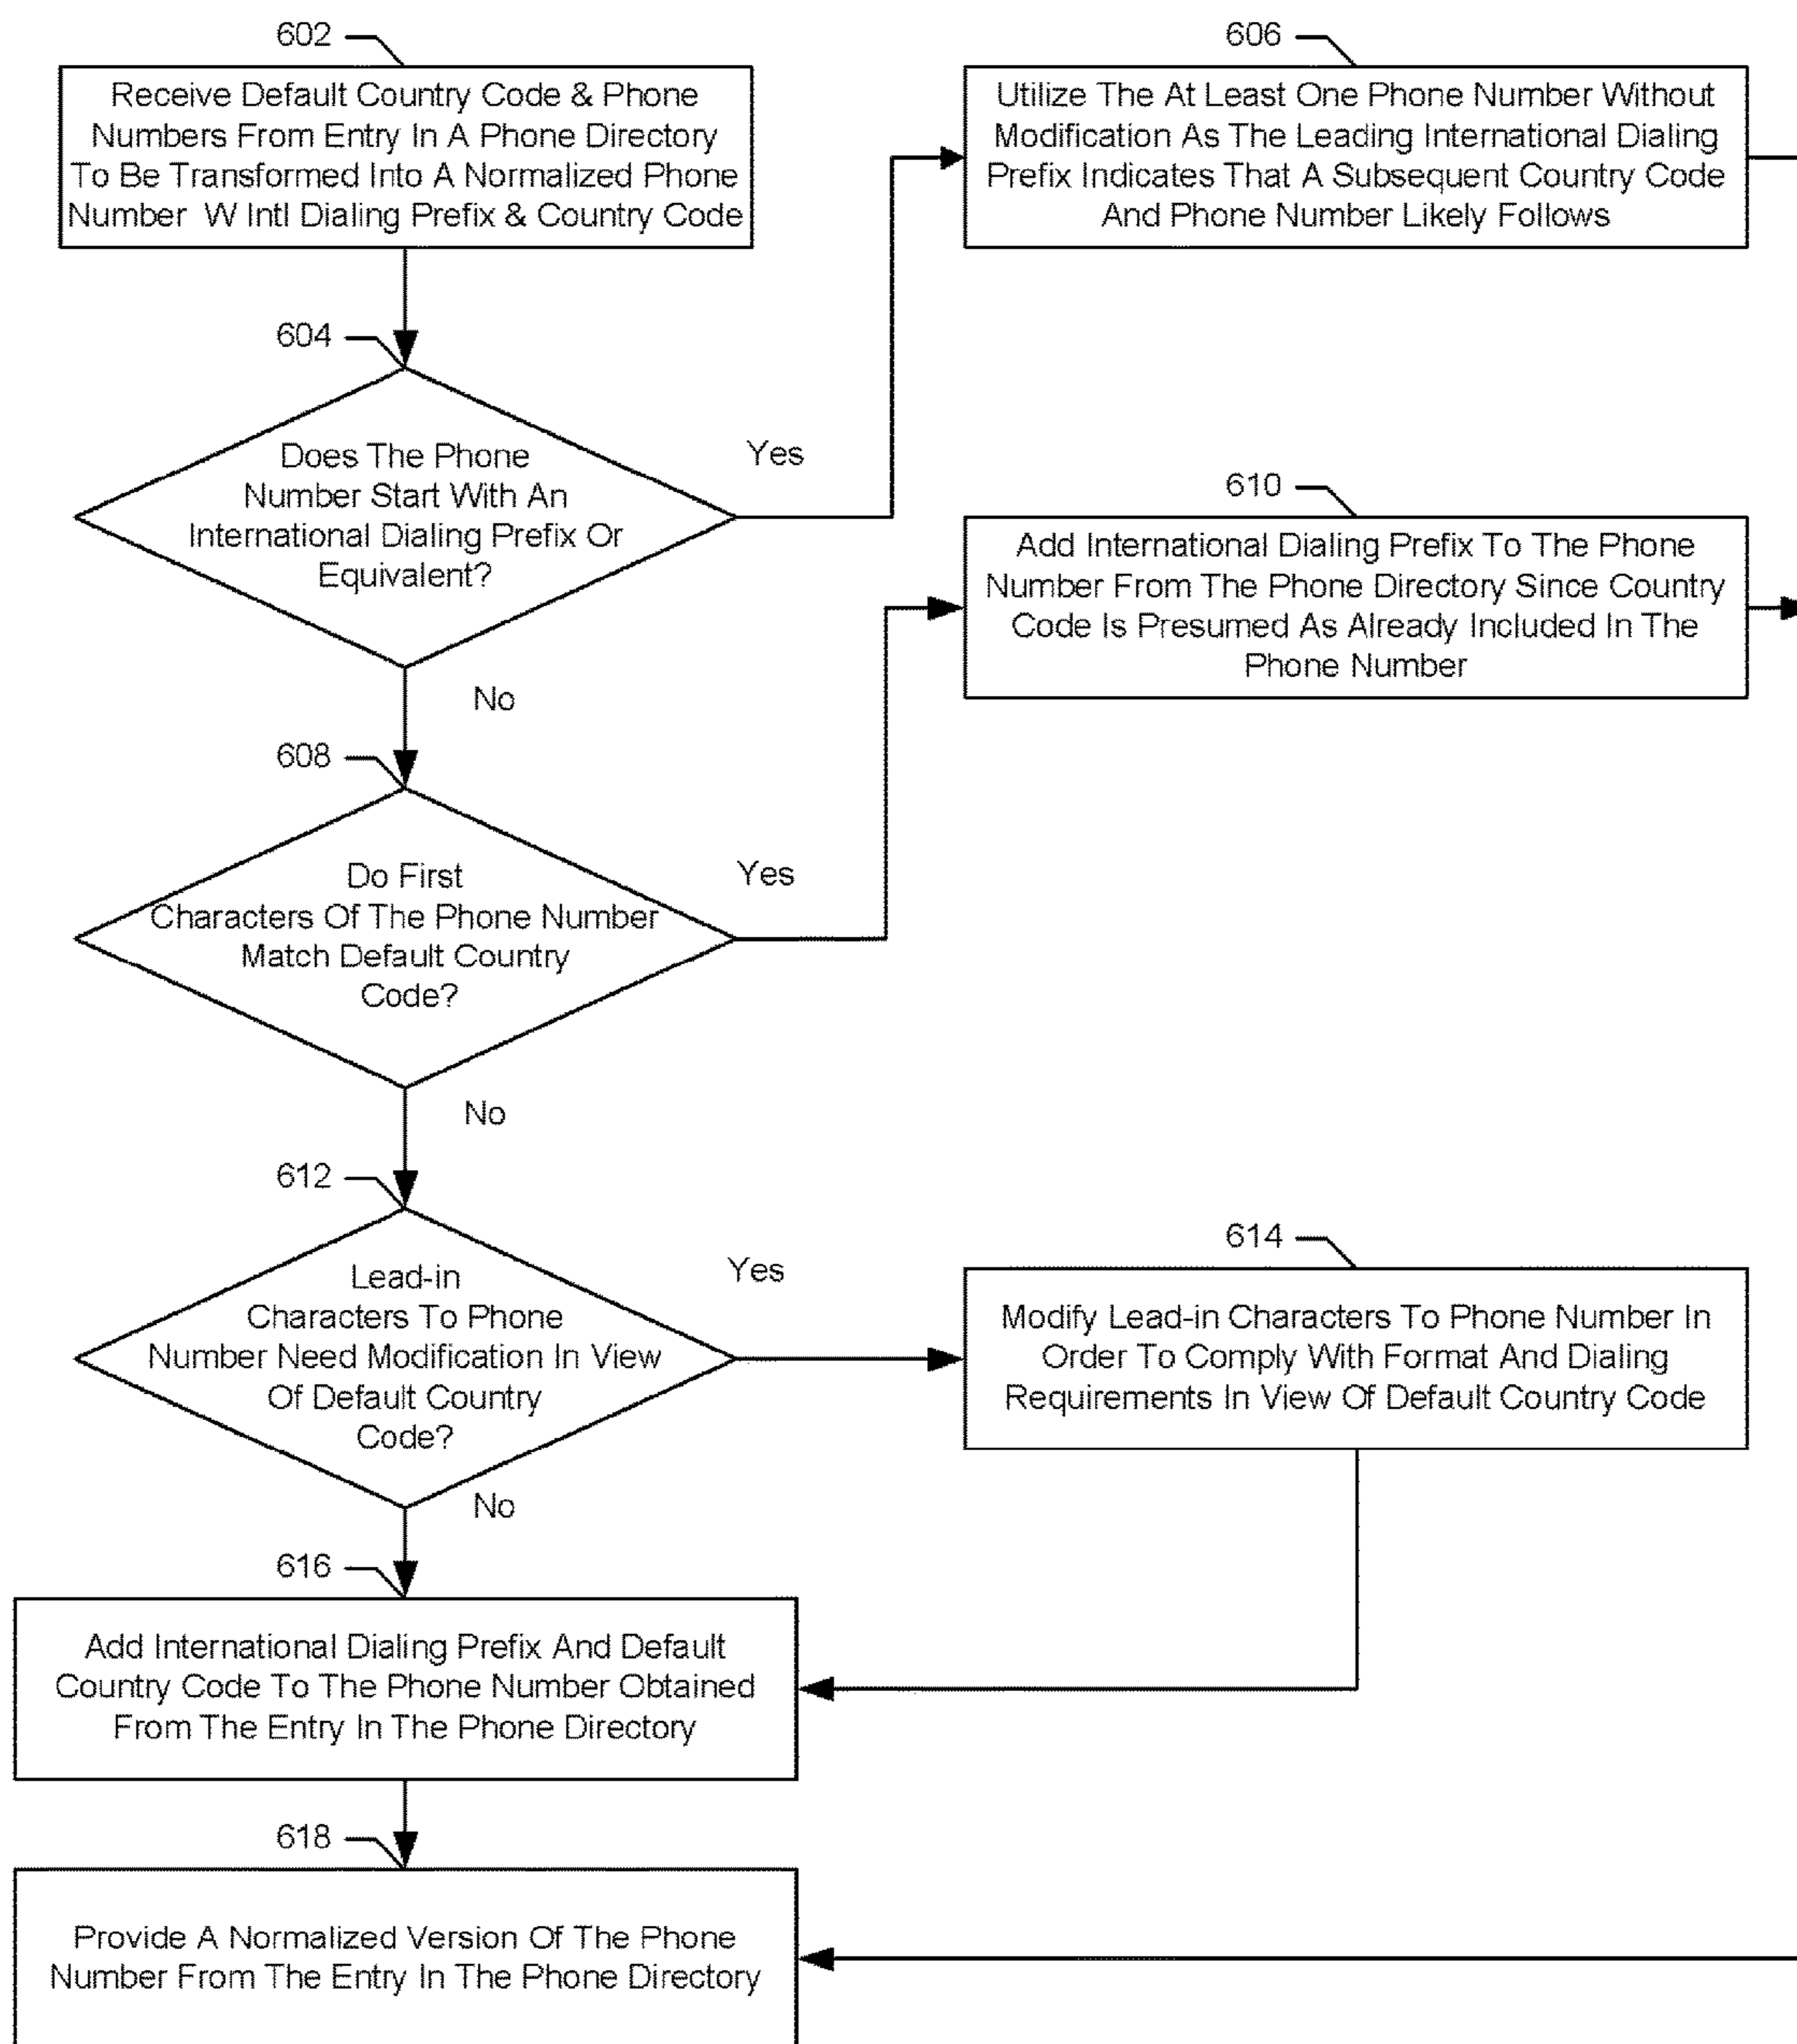 602
Receive Default Country Code & Phone
Numbers From Entry In A Phone Directory
To Be Transformed Into A Normalized Phone
Number W Intl Dialing Prefix & Country Code
606
Utilize The At Least One Phone Number Without
Modification As The Leading International Dialing
Prefix Indicates That A Subsequent Country Code
And Phone Number Likely Follows
604
Does The Phone
Number Start With An
International Dialing Prefix Or
Equivalent?
Yes
No
610
Add International Dialing Prefix To The Phone
Number From The Phone Directory Since Country
Code Is Presumed As Already Included In The
Phone Number
608
Do First
Characters Of The Phone Number
Match Default Country
Code?
Yes
No
612
Lead-in
Characters To Phone
Number Need Modification In View
Of Default Country
Code?
Yes
No
614
Modify Lead-in Characters To Phone Number In
Order To Comply With Format And Dialing
Requirements In View Of Default Country Code
616
Add International Dialing Prefix And Default
Country Code To The Phone Number Obtained
From The Entry In The Phone Directory
618
Provide A Normalized Version Of The Phone
Number From The Entry In The Phone Directory